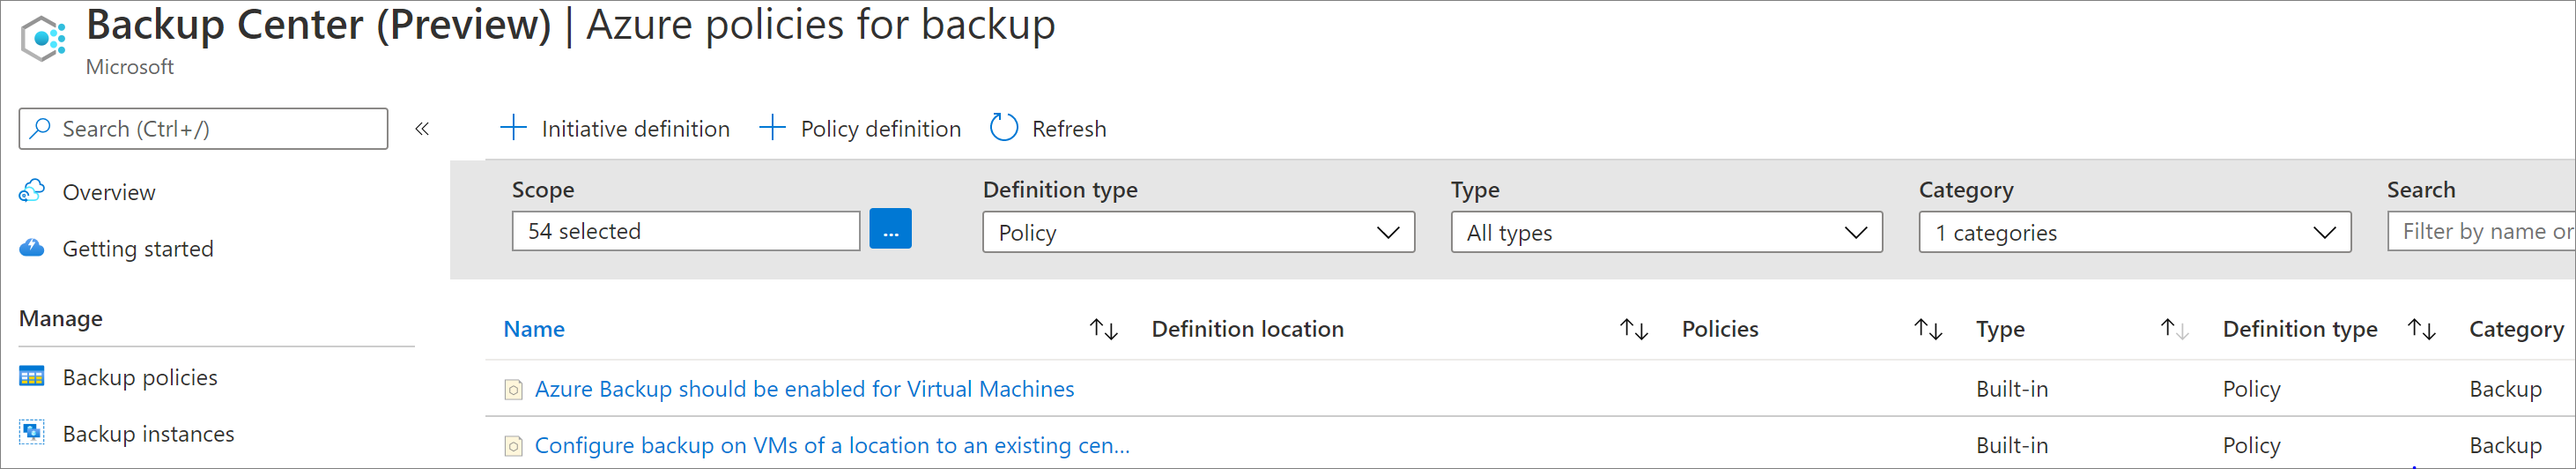 Backup Center (Preview) | Azure policies for backup
Microsoft
Search (Ctrl+/)
«
Initiative definition
Policy definition
Refresh
Overview
Getting started
Manage
Backup policies
Backup instances
Scope
Definition type
Type
Category
Search
54 selected
...
Policy
All types
1 categories
Filter by name or
Name
Definition location
Policies
Type
Definition type
Category
Azure Backup should be enabled for Virtual Machines
Built-in
Policy
Backup
Configure backup on VMs of a location to an existing cen...
Built-in
Policy
Backup